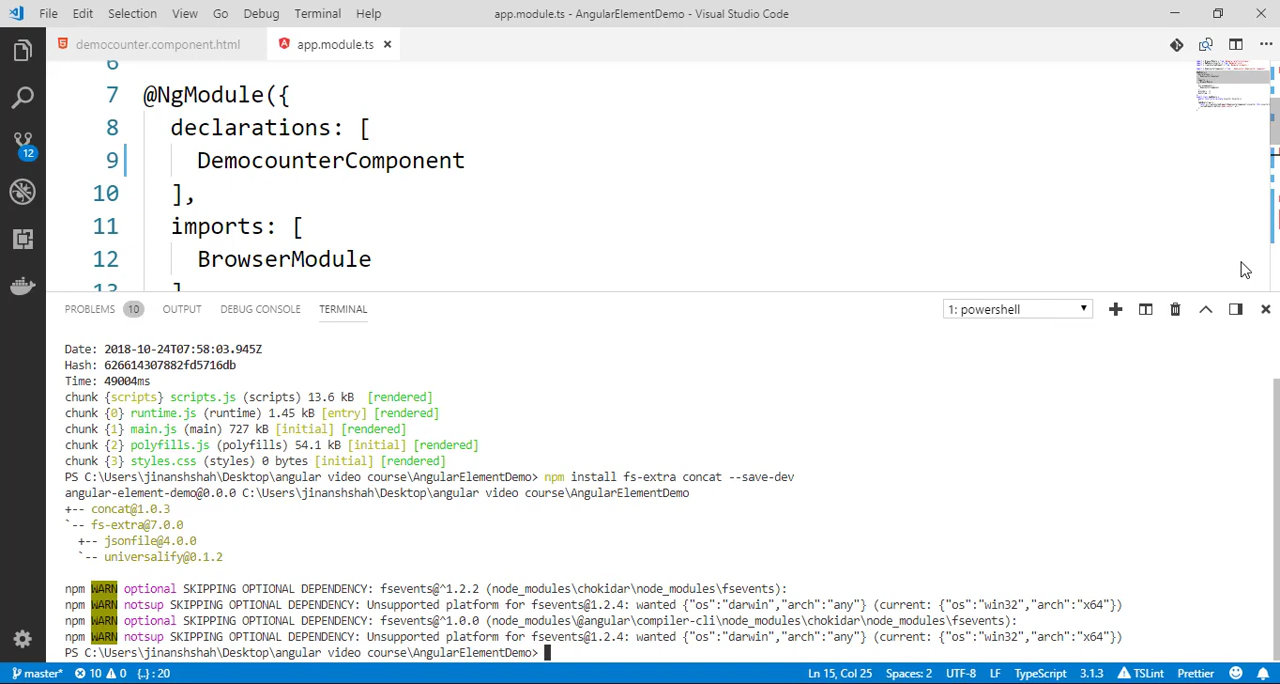 File Edit Selection View Go Debug Terminal Help app.module.ts - AngularElementDemo - Visual Studio Code
democounter.component.html app.module.ts
6
7 @NgModule({
8 declarations: [
9 DemocounterComponent
10 ],
11 imports: [
12 BrowserModule
13 ]
12
PROBLEMS 10 OUTPUT DEBUG CONSOLE TERMINAL 1: powershell
Date: 2018-10-24T07:58:03.945Z
Hash: 626614307882fd5716db
Time: 49004ms
chunk {scripts} scripts.js (scripts) 13.6 kB [rendered]
chunk {0} runtime.js (runtime) 1.45 kB [entry] [rendered]
chunk {1} main.js (main) 727 kB [initial] [rendered]
chunk {2} polyfills.js (polyfills) 54.1 kB [initial] [rendered]
chunk {3} styles.css (styles) 0 bytes [initial] [rendered]
PS C:\Users\jinanshshah\Desktop\angular video course\AngularElementDemo> npm install fs-extra concat --save-dev
angular-element-demo@0.0.0 C:\Users\jinanshshah\Desktop\angular video course\AngularElementDemo
+-- concat@1.0.3
`-- fs-extra@7.0.0
+-- jsonfile@4.0.0
`-- universalify@0.1.2
npm WARN optional SKIPPING OPTIONAL DEPENDENCY: fsevents@^1.2.2 (node_modules\chokidar\node_modules\fsevents):
npm WARN notsup SKIPPING OPTIONAL DEPENDENCY: Unsupported platform for fsevents@1.2.4: wanted {"os":"darwin","arch":"any"} (current: {"os":"win32","arch":"x64"})
npm WARN optional SKIPPING OPTIONAL DEPENDENCY: fsevents@^1.0.0 (node_modules\@angular\compiler-cli\node_modules\chokidar\node_modules\fsevents):
npm WARN notsup SKIPPING OPTIONAL DEPENDENCY: Unsupported platform for fsevents@1.2.4: wanted {"os":"darwin","arch":"any"} (current: {"os":"win32","arch":"x64"})
PS C:\Users\jinanshshah\Desktop\angular video course\AngularElementDemo>
master* 10 0 {..} : 20 Ln 15, Col 25 Spaces: 2 UTF-8 LF TypeScript 3.1.3 TSLint Prettier